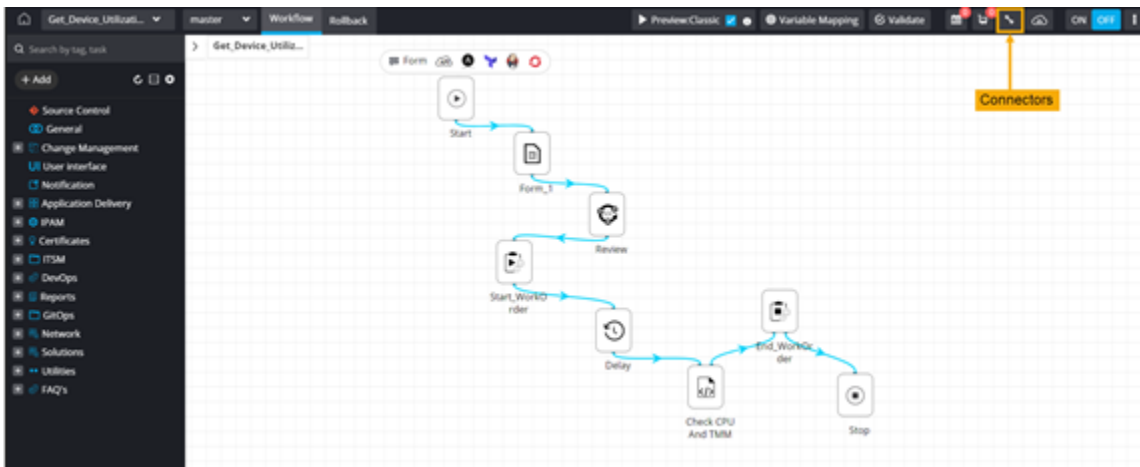 Get_Device_Utilizati...
master
Workflow
Rollback
Preview:Classic
Variable Mapping
Validate
ON
OFF
Search by tag, task
Get_Device_Utiliz...
Form
+ Add
Connectors
Source Control
General
Change Management
UI User interface
Notification
Application Delivery
IPAM
Certificates
ITSM
DevOps
Reports
GitOps
Network
Solutions
Utilities
FAQ's
Start
Form_1
Review
Start_WorkO
rder
Delay
End_WorkOr
der
Check CPU
And TMM
Stop